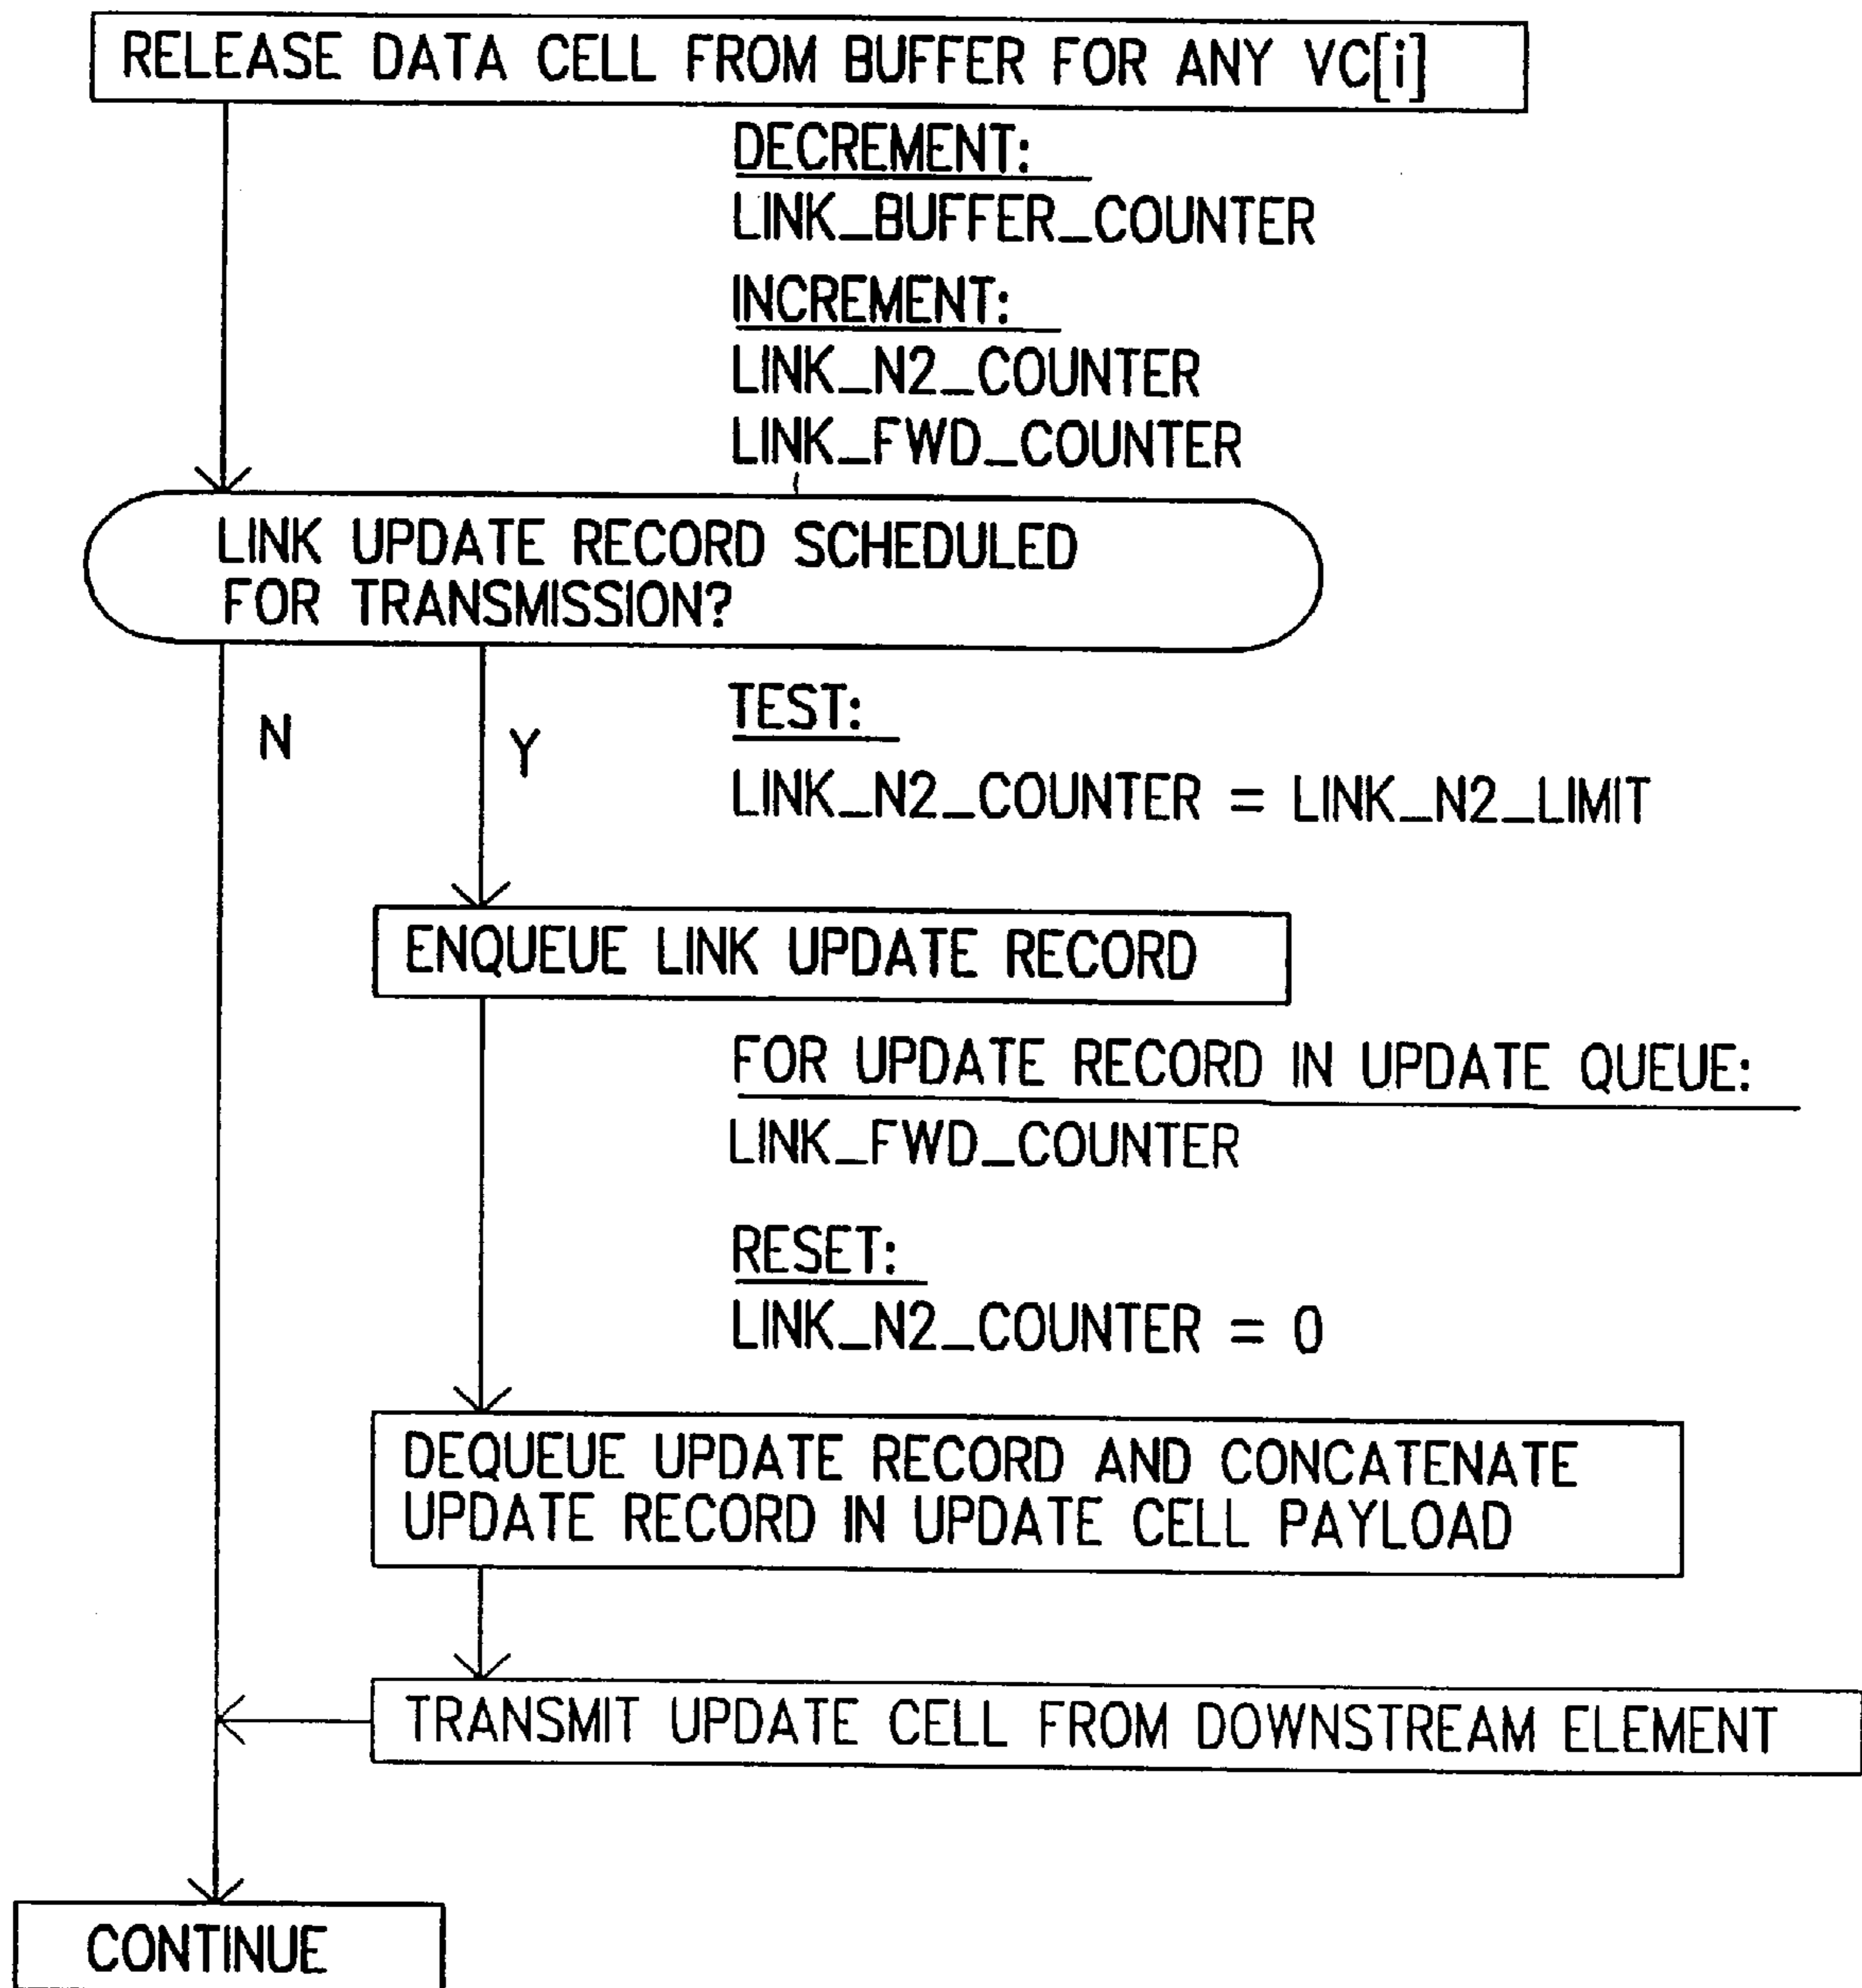 RELEASE DATA CELL FROM BUFFER FOR ANY VC[i]
DECREMENT:
LINK_BUFFER_COUNTER
INCREMENT:
LINK_N2_COUNTER
LINK_FWD_COUNTER
LINK UPDATE RECORD SCHEDULED
FOR TRANSMISSION?
N
Y
TEST:
LINK_N2_COUNTER = LINK_N2_LIMIT
ENQUEUE LINK UPDATE RECORD
FOR UPDATE RECORD IN UPDATE QUEUE:
LINK_FWD_COUNTER
RESET:
LINK_N2_COUNTER = 0
DEQUEUE UPDATE RECORD AND CONCATENATE
UPDATE RECORD IN UPDATE CELL PAYLOAD
TRANSMIT UPDATE CELL FROM DOWNSTREAM ELEMENT
CONTINUE